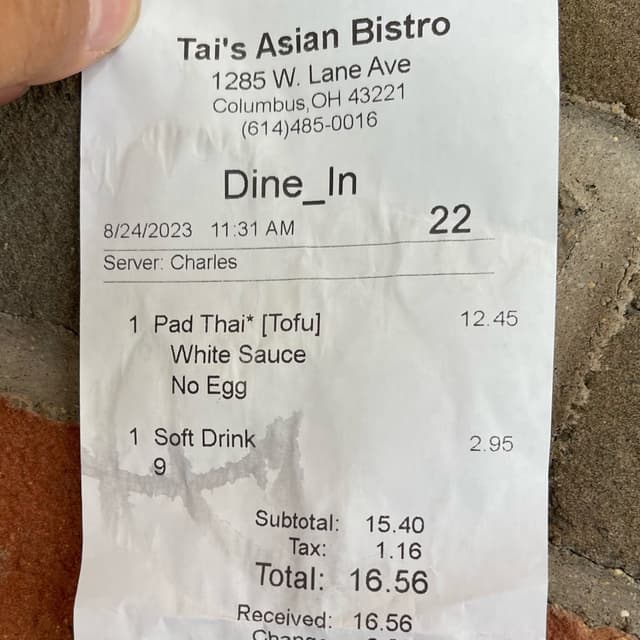 Tai's Asian Bistro
1285 W. Lane Ave
Columbus, OH 43221
(614)485-0016
Dine_In
8/24/2023 11:31 AM 22
Server: Charles
1 Pad Thai* [Tofu] 12.45
White Sauce
No Egg
1 Soft Drink 2.95
9
Subtotal: 15.40
Tax: 1.16
Total: 16.56
Received: 16.56